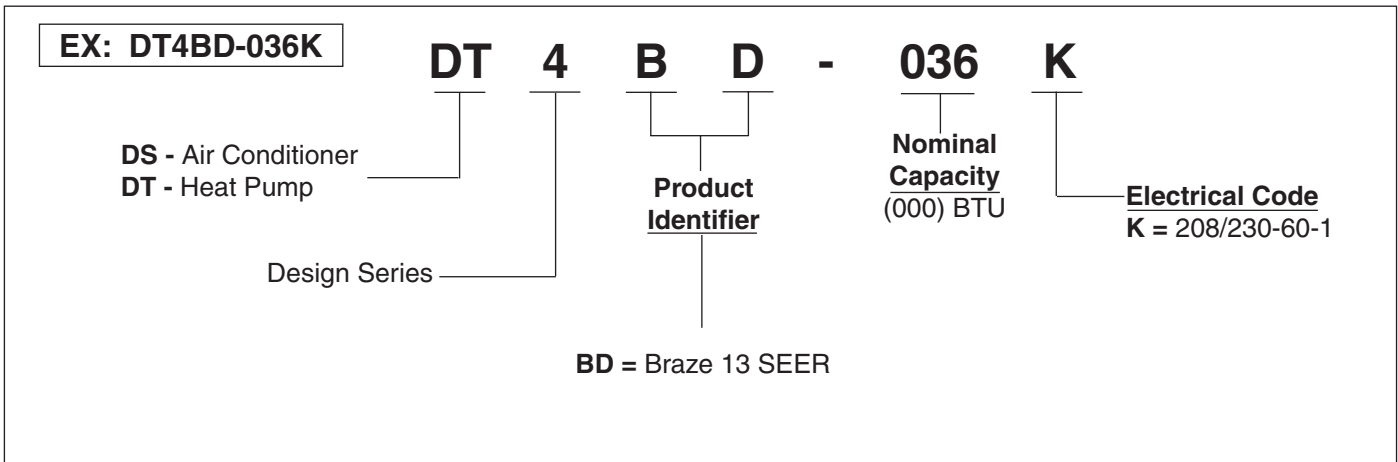 EX: DT4BD-036K
DT 4 B D - 036 K
DS - Air Conditioner
DT - Heat Pump
Design Series
Product
Identifier
BD = Braze 13 SEER
Nominal
Capacity
(000) BTU
Electrical Code
K = 208/230-60-1